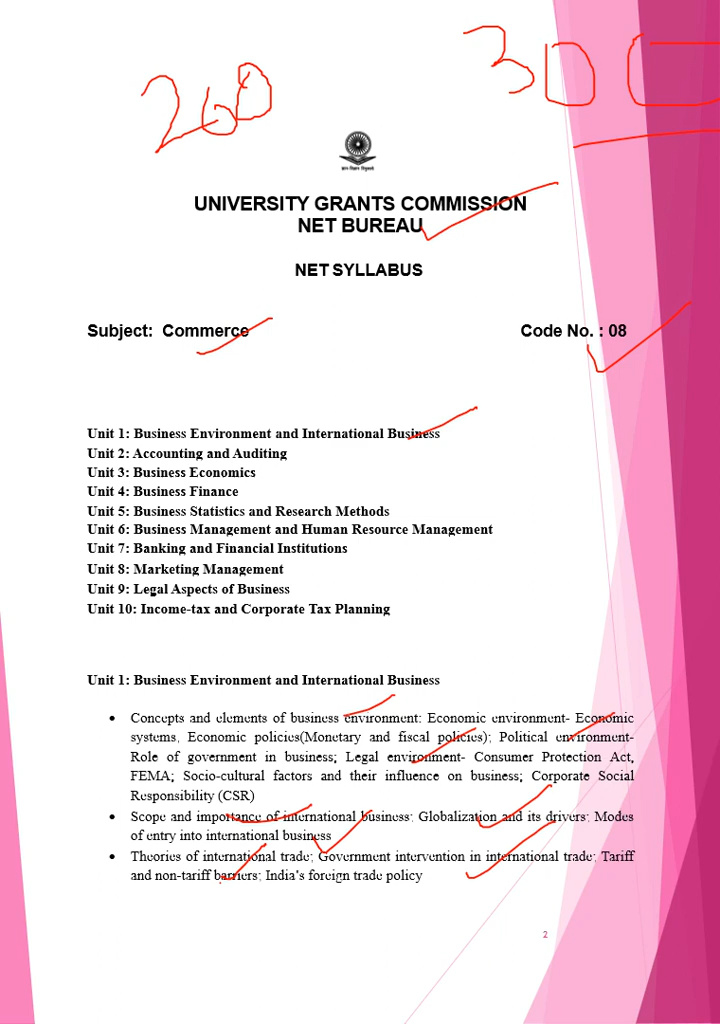 260
300
UNIVERSITY GRANTS COMMISSION
NET BUREAU
NET SYLLABUS
Subject: Commerce Code No. : 08
Unit 1: Business Environment and International Business
Unit 2: Accounting and Auditing
Unit 3: Business Economics
Unit 4: Business Finance
Unit 5: Business Statistics and Research Methods
Unit 6: Business Management and Human Resource Management
Unit 7: Banking and Financial Institutions
Unit 8: Marketing Management
Unit 9: Legal Aspects of Business
Unit 10: Income-tax and Corporate Tax Planning
Unit 1: Business Environment and International Business
• Concepts and elements of business environment: Economic environment- Economic
systems, Economic policies(Monetary and fiscal policies); Political environment-
Role of government in business; Legal environment- Consumer Protection Act,
FEMA; Socio-cultural factors and their influence on business; Corporate Social
Responsibility (CSR)
• Scope and importance of international business; Globalization and its drivers; Modes
of entry into international business
• Theories of international trade; Government intervention in international trade; Tariff
and non-tariff barriers; India's foreign trade policy
2